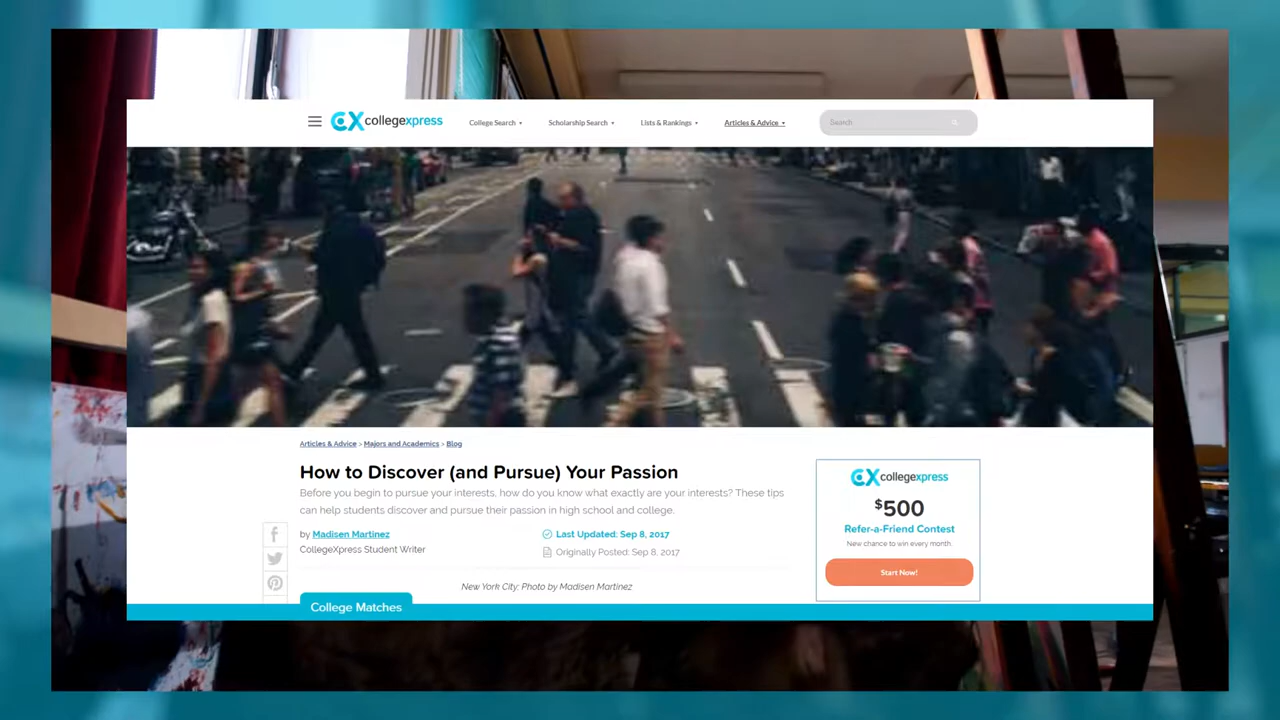 collegexpress
College Search
Scholarship Search
Lists & Rankings
Articles & Advice
Search
Articles & Advice > Majors and Academics > Blog
How to Discover (and Pursue) Your Passion
Before you begin to pursue your interests, how do you know what exactly are your interests? These tips
can help students discover and pursue their passion in high school and college.
by Madisen Martinez
CollegeXpress Student Writer
Last Updated: Sep 8, 2017
Originally Posted: Sep 8, 2017
New York City: Photo by Madisen Martinez
College Matches
collegexpress
$500
Refer-a-Friend Contest
New chance to win every month
Start Now!